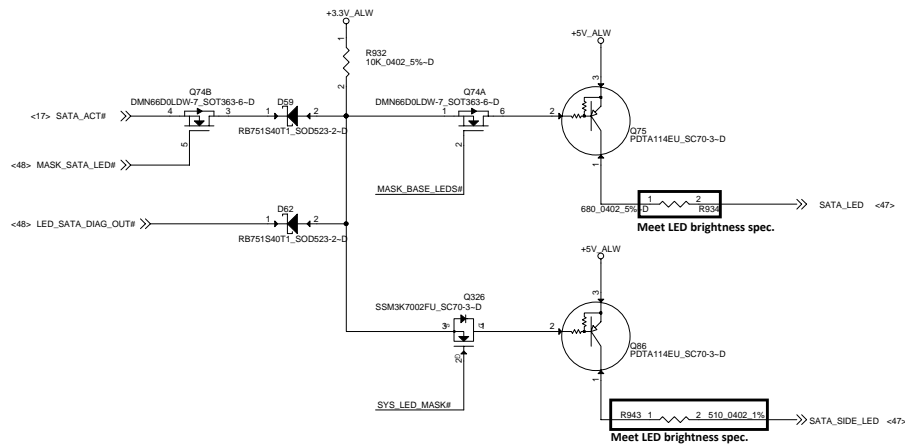 +3.3V_ALW
+5V_ALW
1
R932
10K_0402_5%~D
2
3
Q74B
DMN66D0LDW-7_SOT363-6~D
D59
Q74A
DMN66D0LDW-7_SOT363-6~D
<17> SATA_ACT#
4
3
1
2
1
6
2
RB751S40T1_SOD523-2~D
Q75
PDTA114EU_SC70-3~D
5
2
1
<48> MASK_SATA_LED#
MASK_BASE_LEDS#
1
2
SATA_LED <47>
680_0402_5%~D
R934
Meet LED brightness spec.
D62
<48> LED_SATA_DIAG_OUT#
1
2
RB751S40T1_SOD523-2~D
+5V_ALW
Q326
SSM3K7002FU_SC70-3~D
3
3
1
2
Q86
PDTA114EU_SC70-3~D
2
1
SYS_LED_MASK#
R943
1
2
510_0402_1%
SATA_SIDE_LED <47>
Meet LED brightness spec.